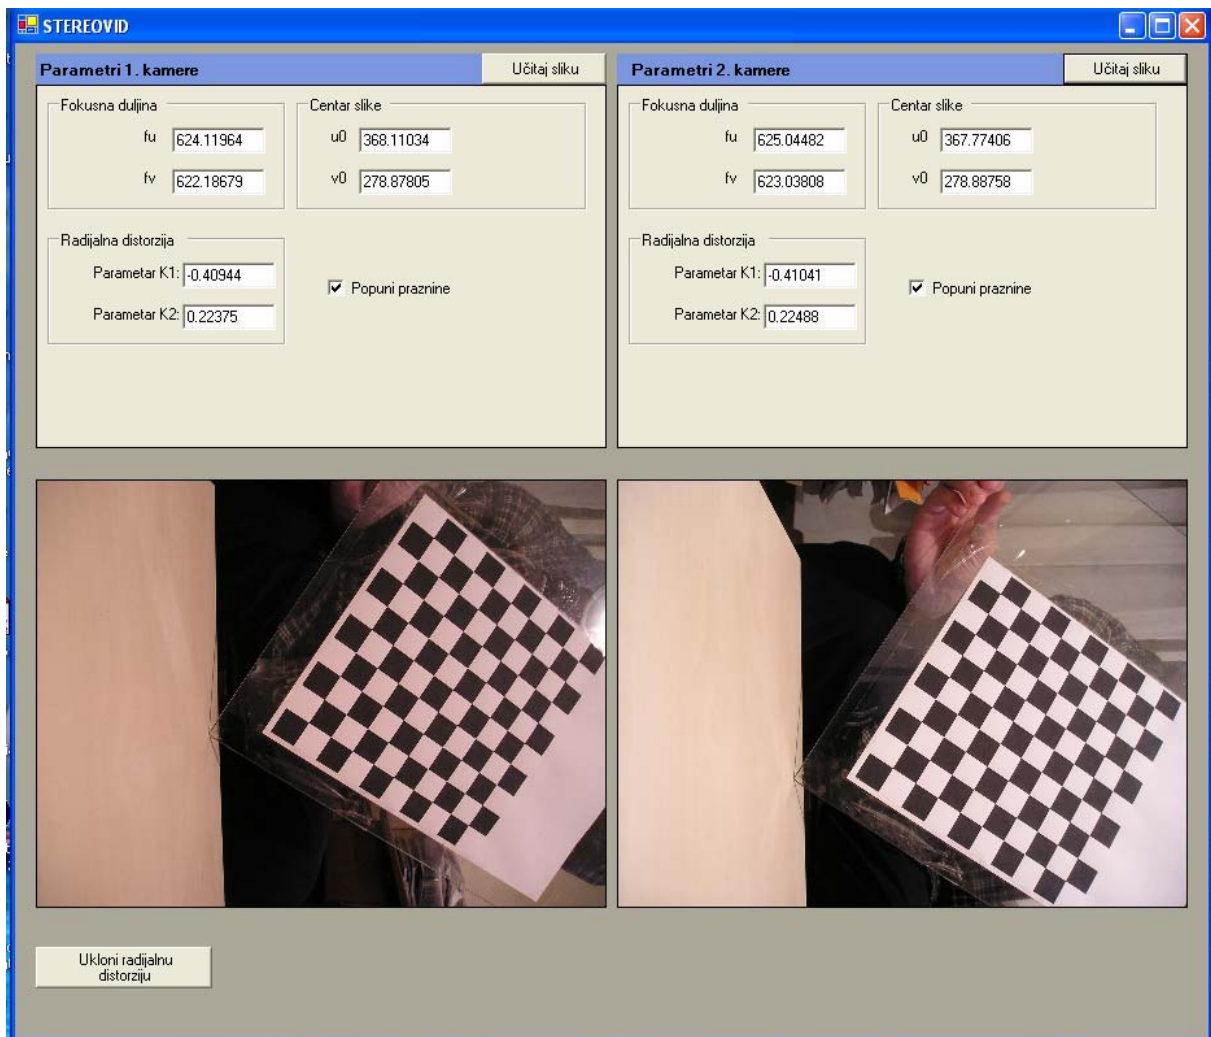 STEREOVID
Parametri 1. kamere
Učitaj sliku
Fokusna duljina
fu 624.11964
fv 622.18679
Centar slike
u0 368.11034
v0 278.87805
Radijalna distorzija
Parametar K1: -0.40944
Parametar K2: 0.22375
Popuni praznine
Parametri 2. kamere
Učitaj sliku
Fokusna duljina
fu 625.04482
fv 623.03808
Centar slike
u0 367.77406
v0 278.88758
Radijalna distorzija
Parametar K1: -0.41041
Parametar K2: 0.22488
Popuni praznine
Ukloni radijalnu
distorziju